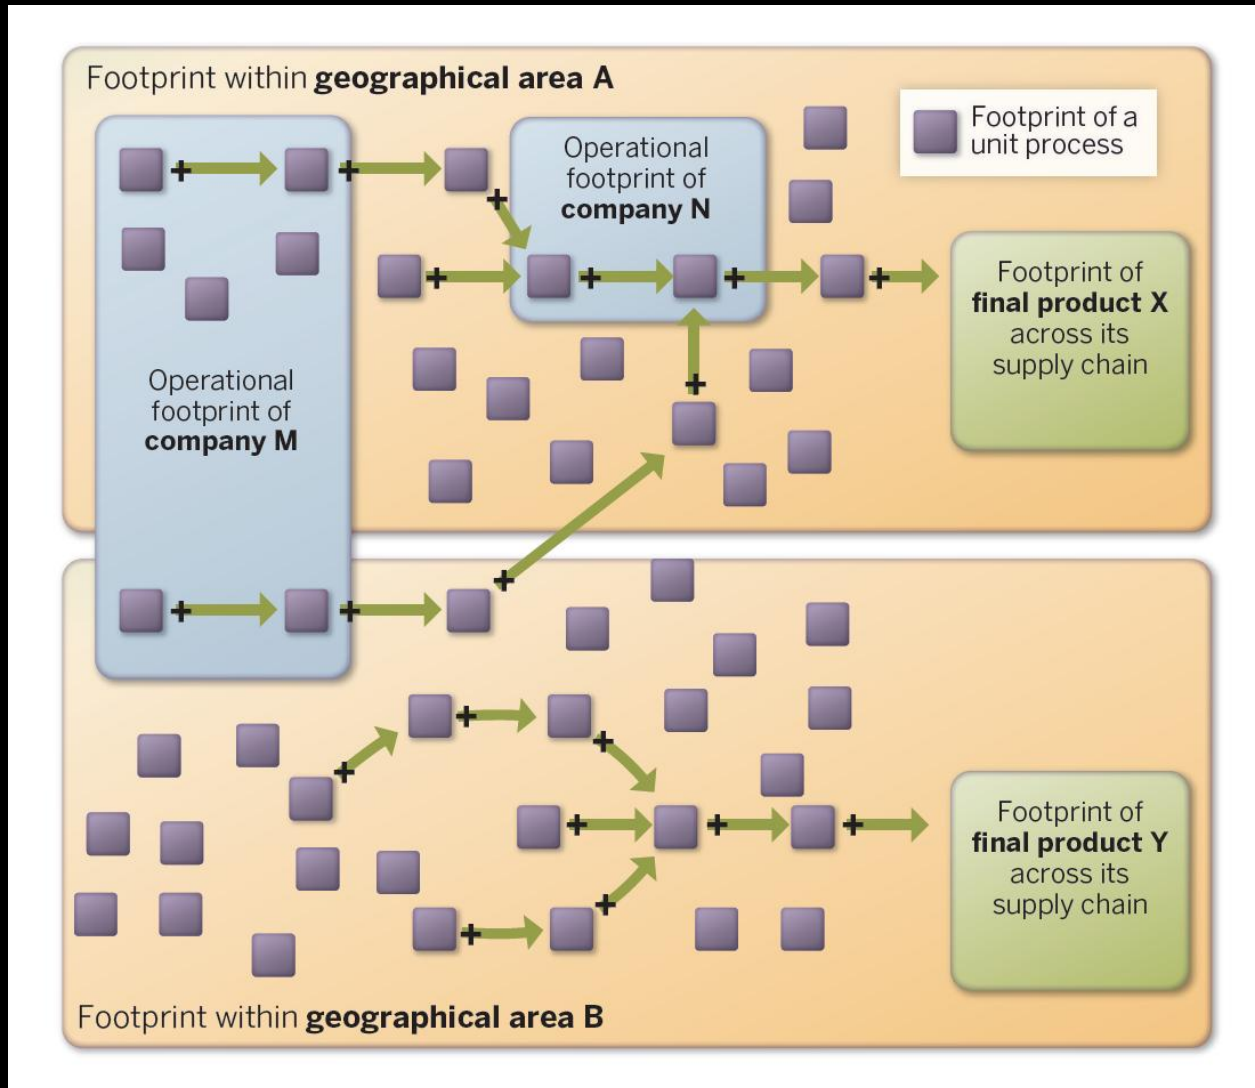 Footprint within geographical area A
Footprint of a
unit process
Operational
footprint of
company N
Footprint of
final product X
across its
supply chain
Operational
footprint of
company M
Footprint of
final product Y
across its
supply chain
Footprint within geographical area B